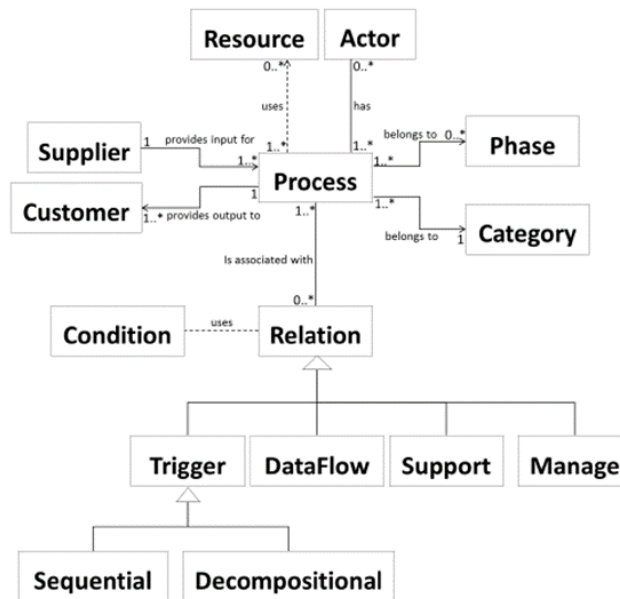 Resource
Actor
0..*
0..*
uses
has
1..*
1..*
Supplier
1
provides input for
1..*
Process
1..*
belongs to
0..*
Phase
Customer
1..*
provides output to
1
1..*
belongs to
1
Category
1..*
Is associated with
0..*
Condition
uses
Relation
Trigger
DataFlow
Support
Manage
Sequential
Decompositional